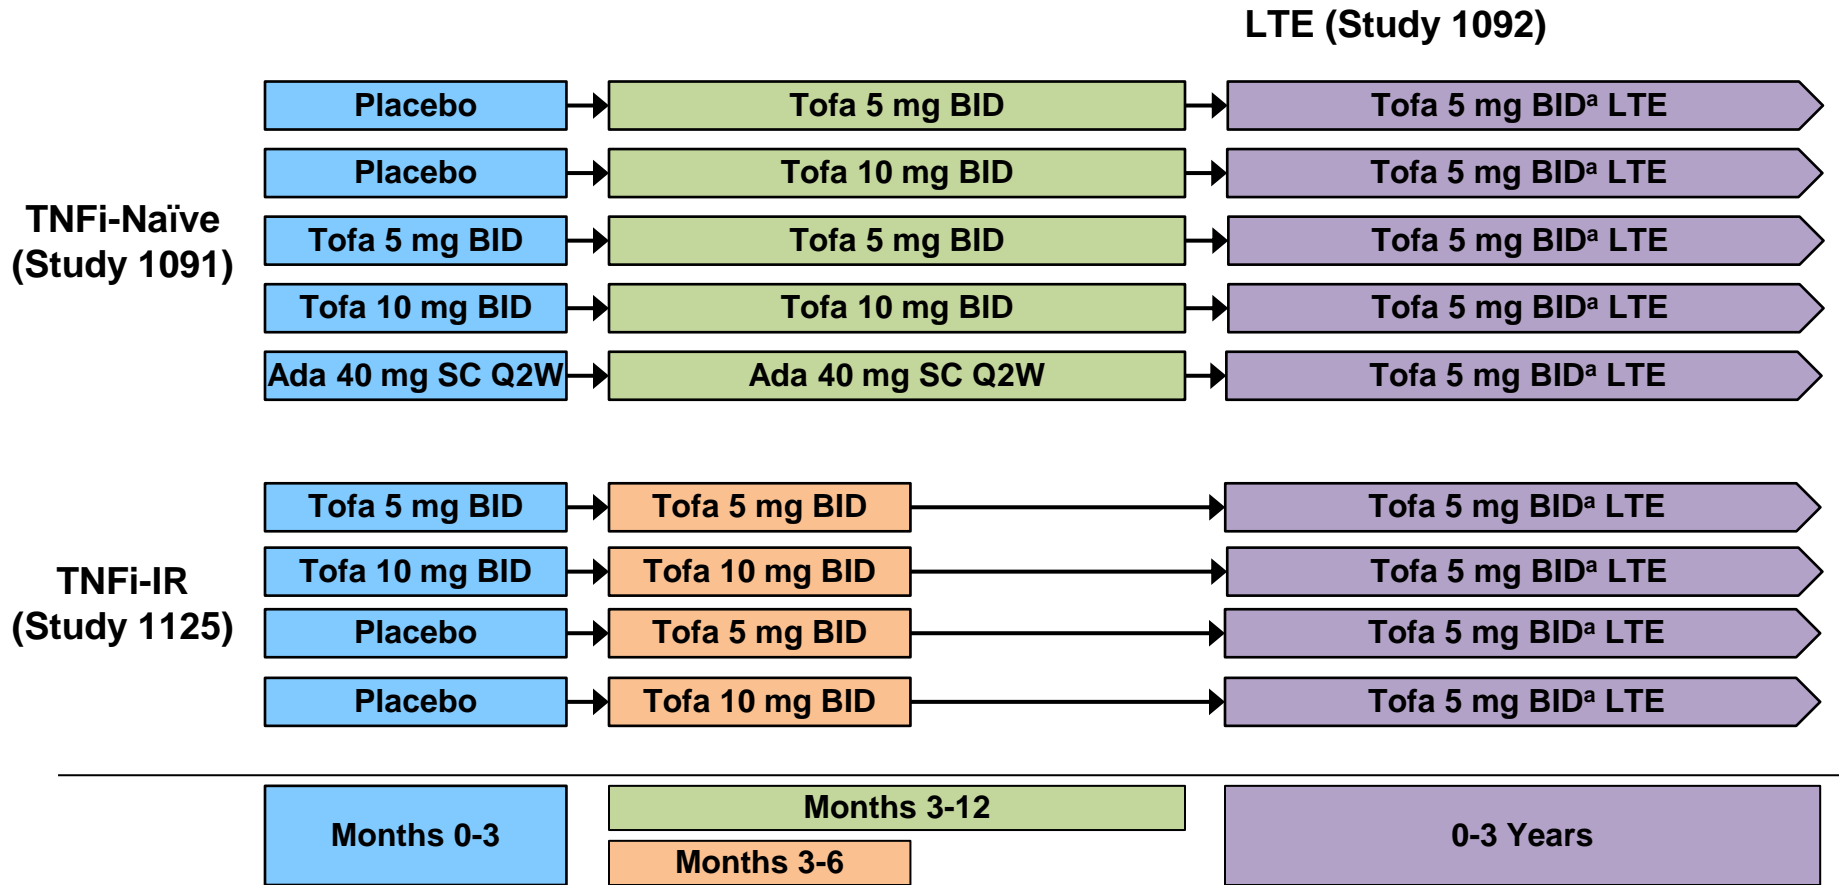 LTE (Study 1092)
Placebo
Tofa 5 mg BID
Tofa 5 mg BIDᵃ LTE
Placebo
Tofa 10 mg BID
Tofa 5 mg BIDᵃ LTE
TNFi-Naïve
(Study 1091)
Tofa 5 mg BID
Tofa 5 mg BID
Tofa 5 mg BIDᵃ LTE
Tofa 10 mg BID
Tofa 10 mg BID
Tofa 5 mg BIDᵃ LTE
Ada 40 mg SC Q2W
Ada 40 mg SC Q2W
Tofa 5 mg BIDᵃ LTE
Tofa 5 mg BID
Tofa 5 mg BID
Tofa 5 mg BIDᵃ LTE
TNFi-IR
(Study 1125)
Tofa 10 mg BID
Tofa 10 mg BID
Tofa 5 mg BIDᵃ LTE
Placebo
Tofa 5 mg BID
Tofa 5 mg BIDᵃ LTE
Placebo
Tofa 10 mg BID
Tofa 5 mg BIDᵃ LTE
Months 0-3
Months 3-12
Months 3-6
0-3 Years